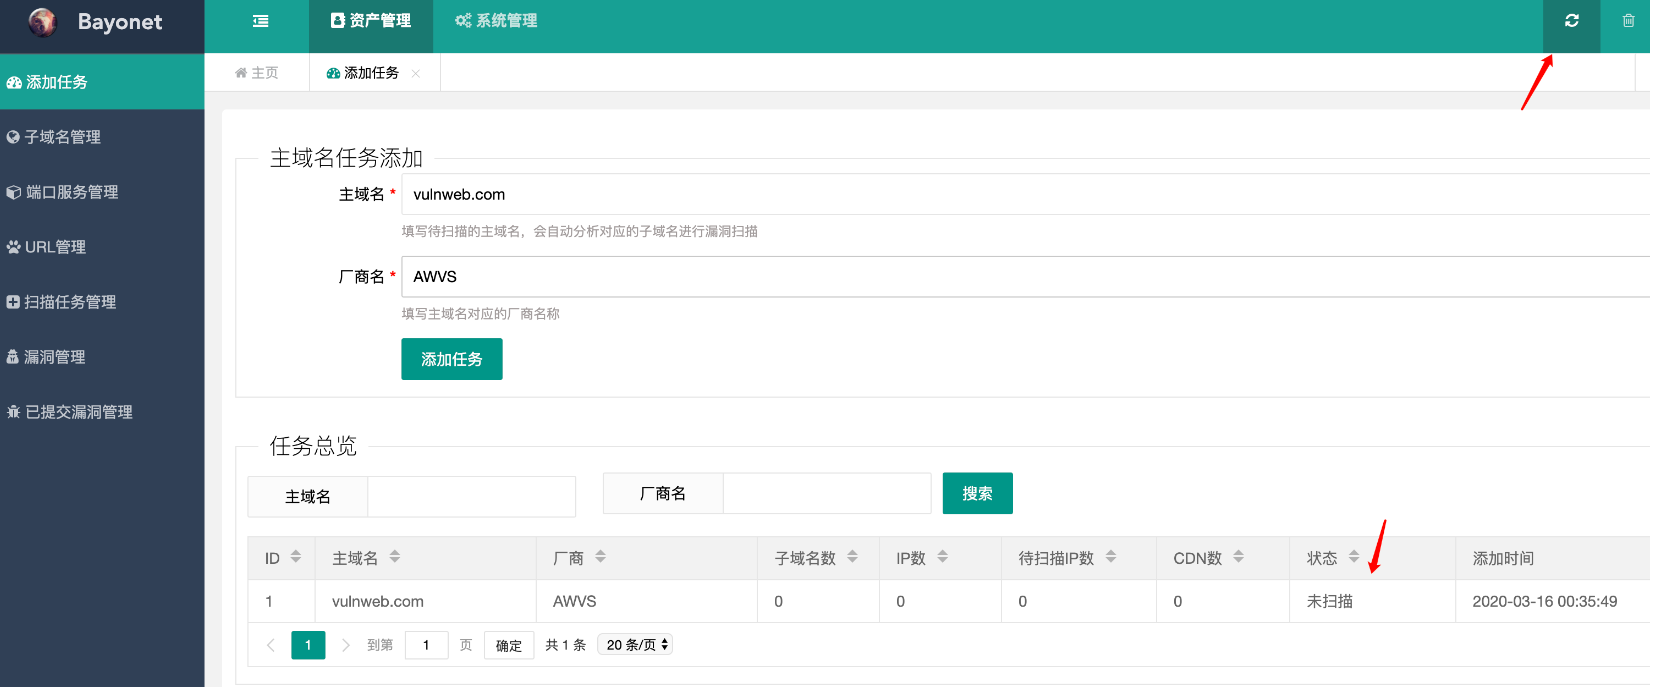 Bayonet
资产管理
系统管理
主页
添加任务
添加任务
子域名管理
端口服务管理
URL管理
扫描任务管理
漏洞管理
已提交漏洞管理
主域名任务添加
主域名 * vulnweb.com
填写待扫描的主域名，会自动分析对应的子域名进行漏洞扫描
厂商名 * AWVS
填写主域名对应的厂商名称
添加任务
任务总览
主域名 厂商名 搜索
ID 主域名 厂商 子域名数 IP数 待扫描IP数 CDN数 状态 添加时间
1 vulnweb.com AWVS 0 0 0 0 未扫描 2020-03-16 00:35:49
1 到第 1 页 确定 共 1 条 20 条/页